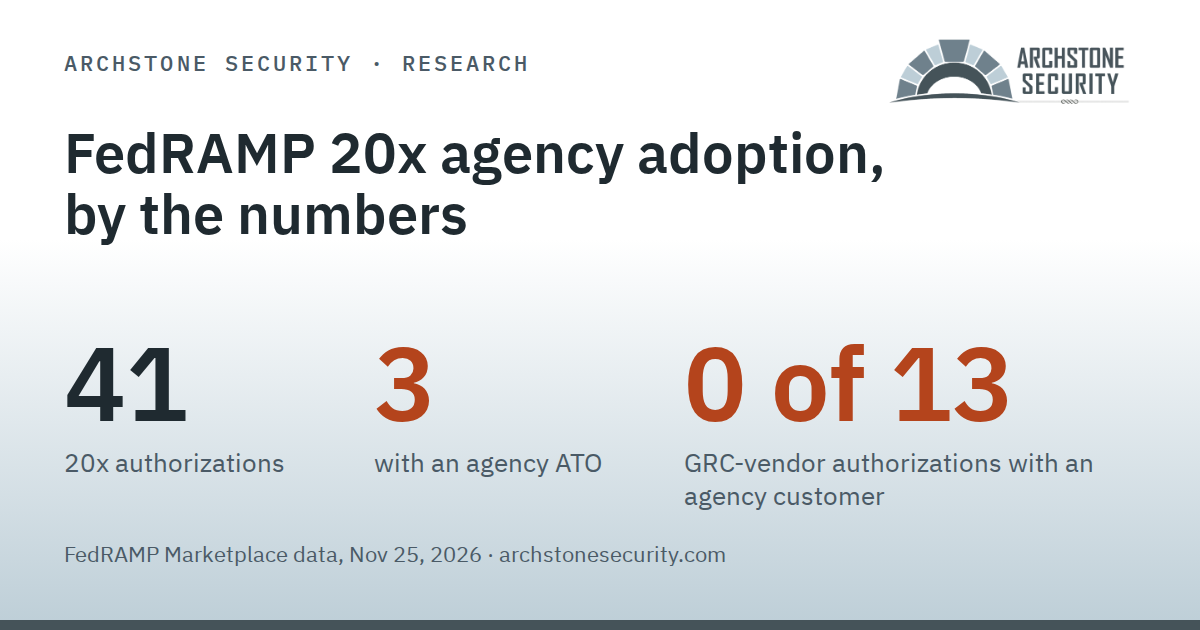 ARCHSTONE SECURITY · RESEARCH
ARCHSTONE
SECURITY
FedRAMP 20x agency adoption,
by the numbers
41
20x authorizations
3
with an agency ATO
0 of 13
GRC-vendor authorizations with an
agency customer
FedRAMP Marketplace data, Nov 25, 2026 · archstonesecurity.com